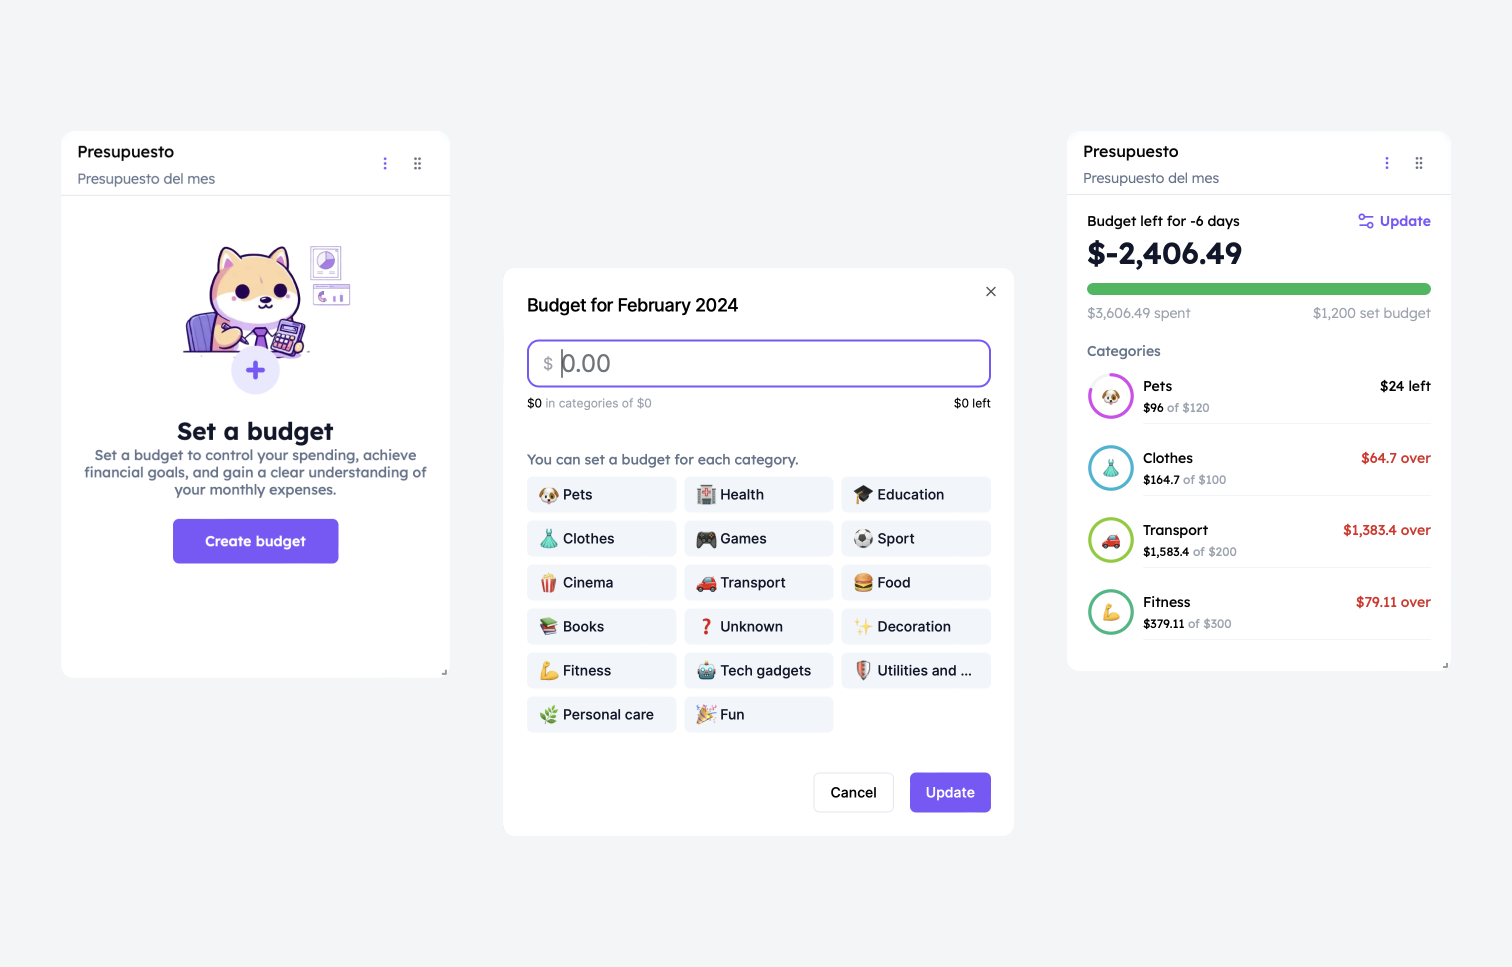 Presupuesto
Presupuesto del mes
Set a budget
Set a budget to control your spending, achieve
financial goals, and gain a clear understanding of
your monthly expenses.
Create budget
Budget for February 2024
$ 0.00
$0 in categories of $0
$0 left
You can set a budget for each category.
Pets
Health
Education
Clothes
Games
Sport
Cinema
Transport
Food
Books
Unknown
Decoration
Fitness
Tech gadgets
Utilities and ...
Personal care
Fun
Cancel
Update
Presupuesto
Presupuesto del mes
Budget left for -6 days
Update
$-2,406.49
$3,606.49 spent
$1,200 set budget
Categories
Pets
$24 left
$96 of $120
Clothes
$64.7 over
$164.7 of $100
Transport
$1,383.4 over
$1,583.4 of $200
Fitness
$79.11 over
$379.11 of $300